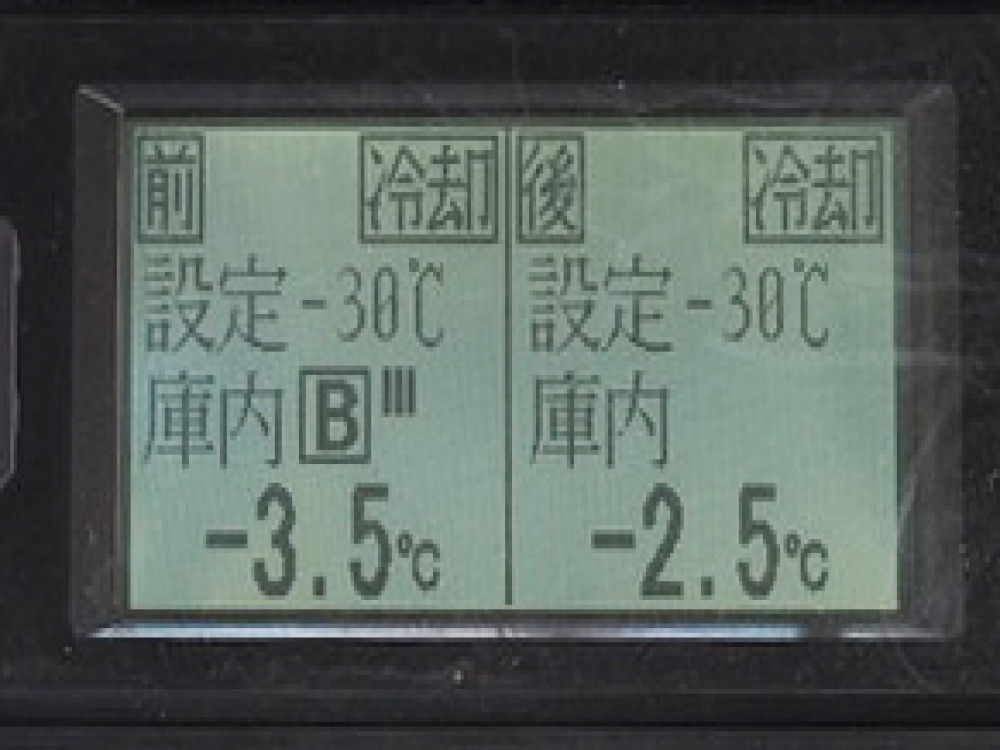 前 冷却
設定 -30℃
庫内 B III
-3.5℃
後 冷却
設定 -30℃
庫内
-2.5℃